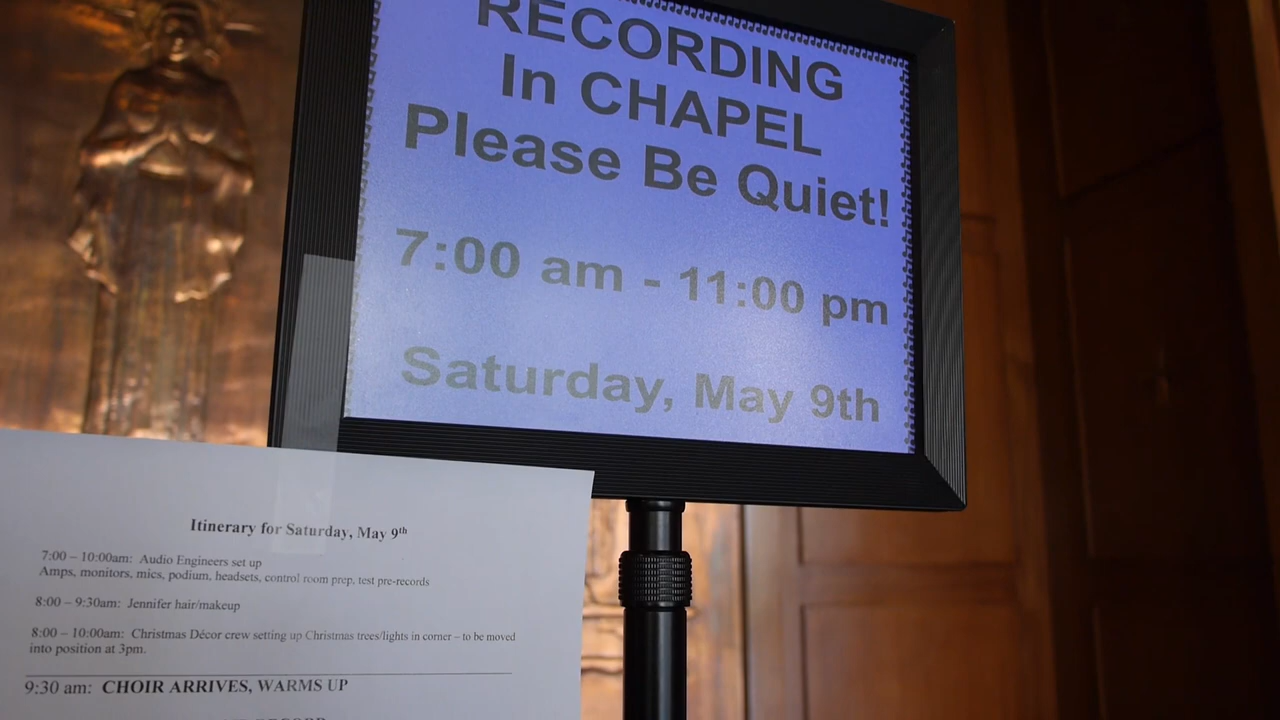 RECORDING
In CHAPEL
Please Be Quiet!
7:00 am - 11:00 pm
Saturday, May 9th
Itinerary for Saturday, May 9th
7:00 – 10:00am: Audio Engineers set up
Amps, monitors, mics, podium, headsets, control room prep, test pre-records
8:00 – 9:30am: Jennifer hair/makeup
8:00 – 10:00am: Christmas Décor crew setting up Christmas trees/lights in corner – to be moved
into position at 3pm.
9:30 am: CHOIR ARRIVES, WARMS UP